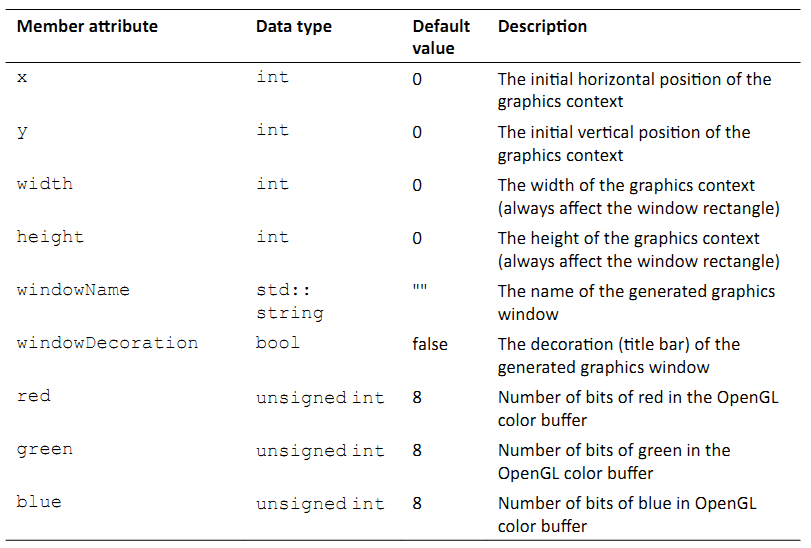 Member attribute Data type Default value Description
x int 0 The initial horizontal position of the
graphics context
y int 0 The initial vertical position of the
graphics context
width int 0 The width of the graphics context
(always affect the window rectangle)
height int 0 The height of the graphics context
(always affect the window rectangle)
windowName std:: "" The name of the generated graphics
string window
windowDecoration bool false The decoration (title bar) of the
generated graphics window
red unsigned int 8 Number of bits of red in the OpenGL
color buffer
green unsigned int 8 Number of bits of green in the
OpenGL color buffer
blue unsigned int 8 Number of bits of blue in OpenGL
color buffer